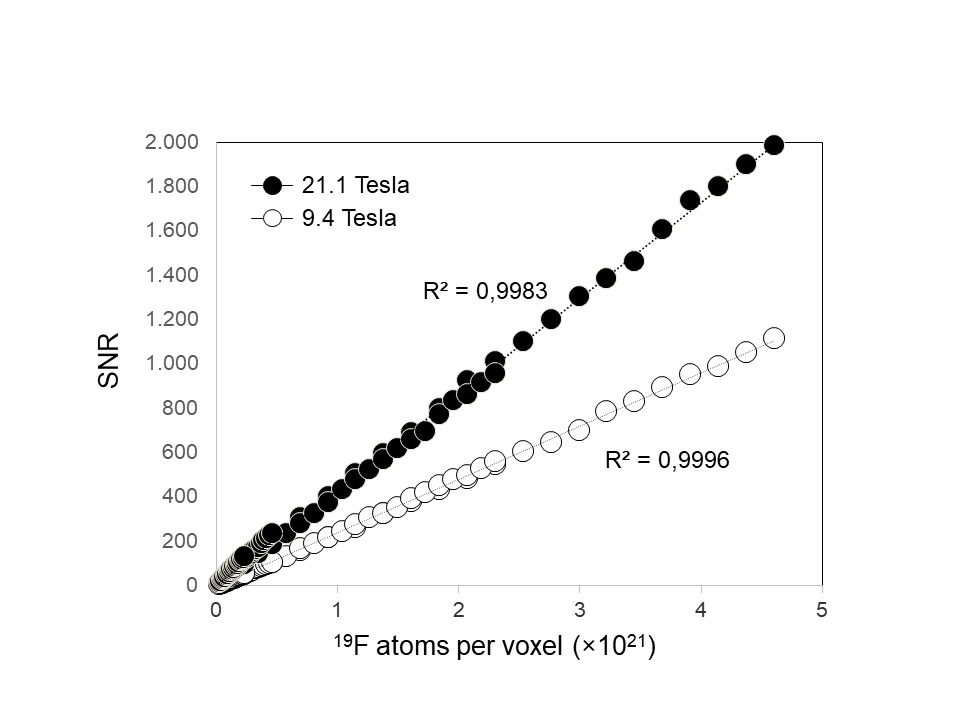 2.000
1.800
1.600
1.400
1.200
1.000
800
600
400
200
0
SNR
21.1 Tesla
9.4 Tesla
R² = 0,9983
R² = 0,9996
0 1 2 3 4 5
¹⁹F atoms per voxel (×10²¹)